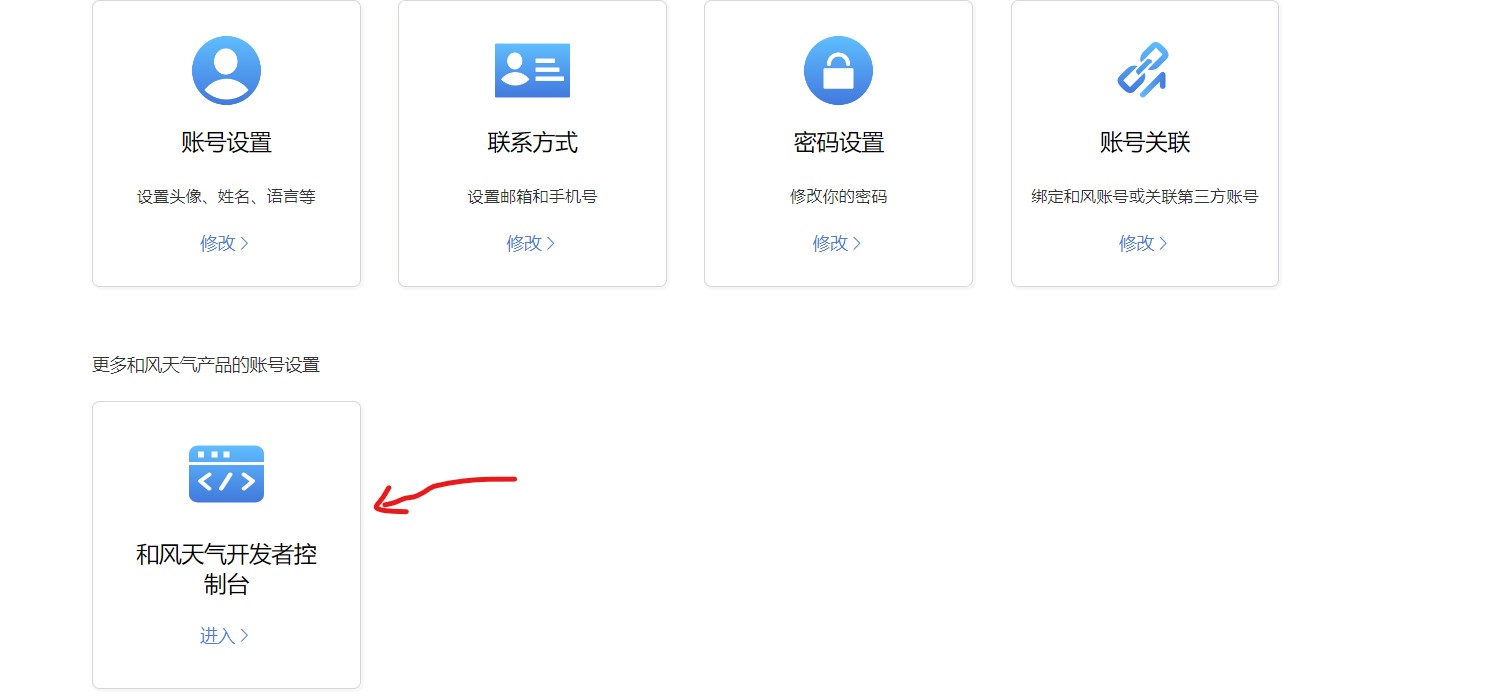 账号设置
设置头像、姓名、语言等
修改
联系方式
设置邮箱和手机号
修改
密码设置
修改你的密码
修改
账号关联
绑定和风账号或关联第三方账号
修改
更多和风天气产品的账号设置
和风天气开发者控
制台
进入